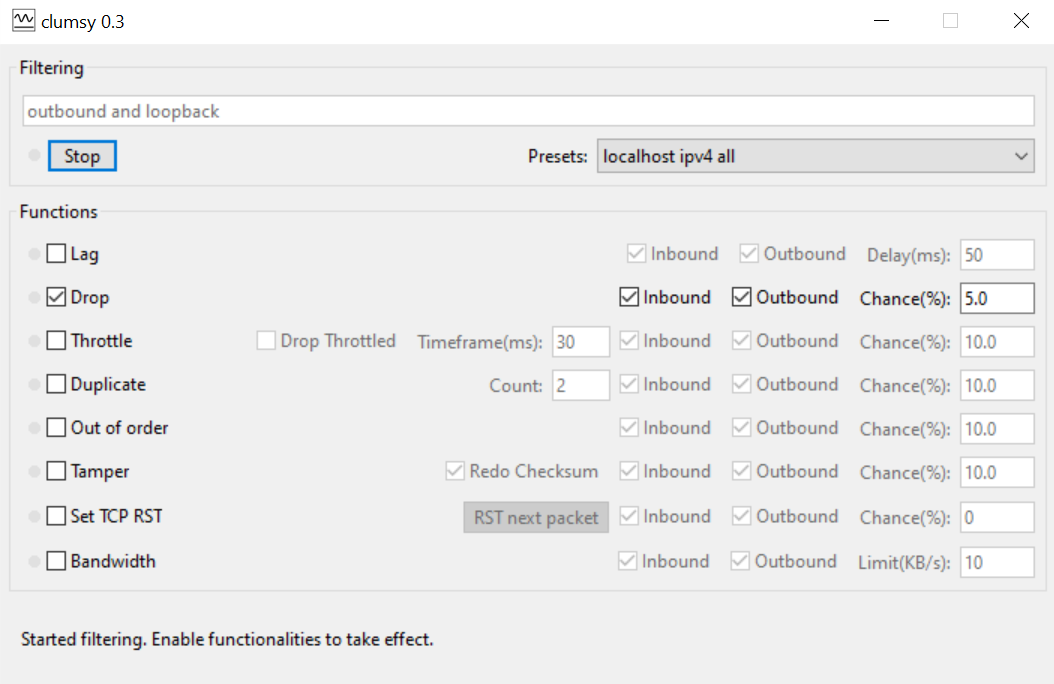 clumsy 0.3
Filtering
outbound and loopback
Stop Presets: localhost ipv4 all
Functions
Lag Inbound Outbound Delay(ms): 50
Drop Inbound Outbound Chance(%): 5.0
Throttle Drop Throttled Timeframe(ms): 30 Inbound Outbound Chance(%): 10.0
Duplicate Count: 2 Inbound Outbound Chance(%): 10.0
Out of order Inbound Outbound Chance(%): 10.0
Tamper Redo Checksum Inbound Outbound Chance(%): 10.0
Set TCP RST RST next packet Inbound Outbound Chance(%): 0
Bandwidth Inbound Outbound Limit(KB/s): 10
Started filtering. Enable functionalities to take effect.